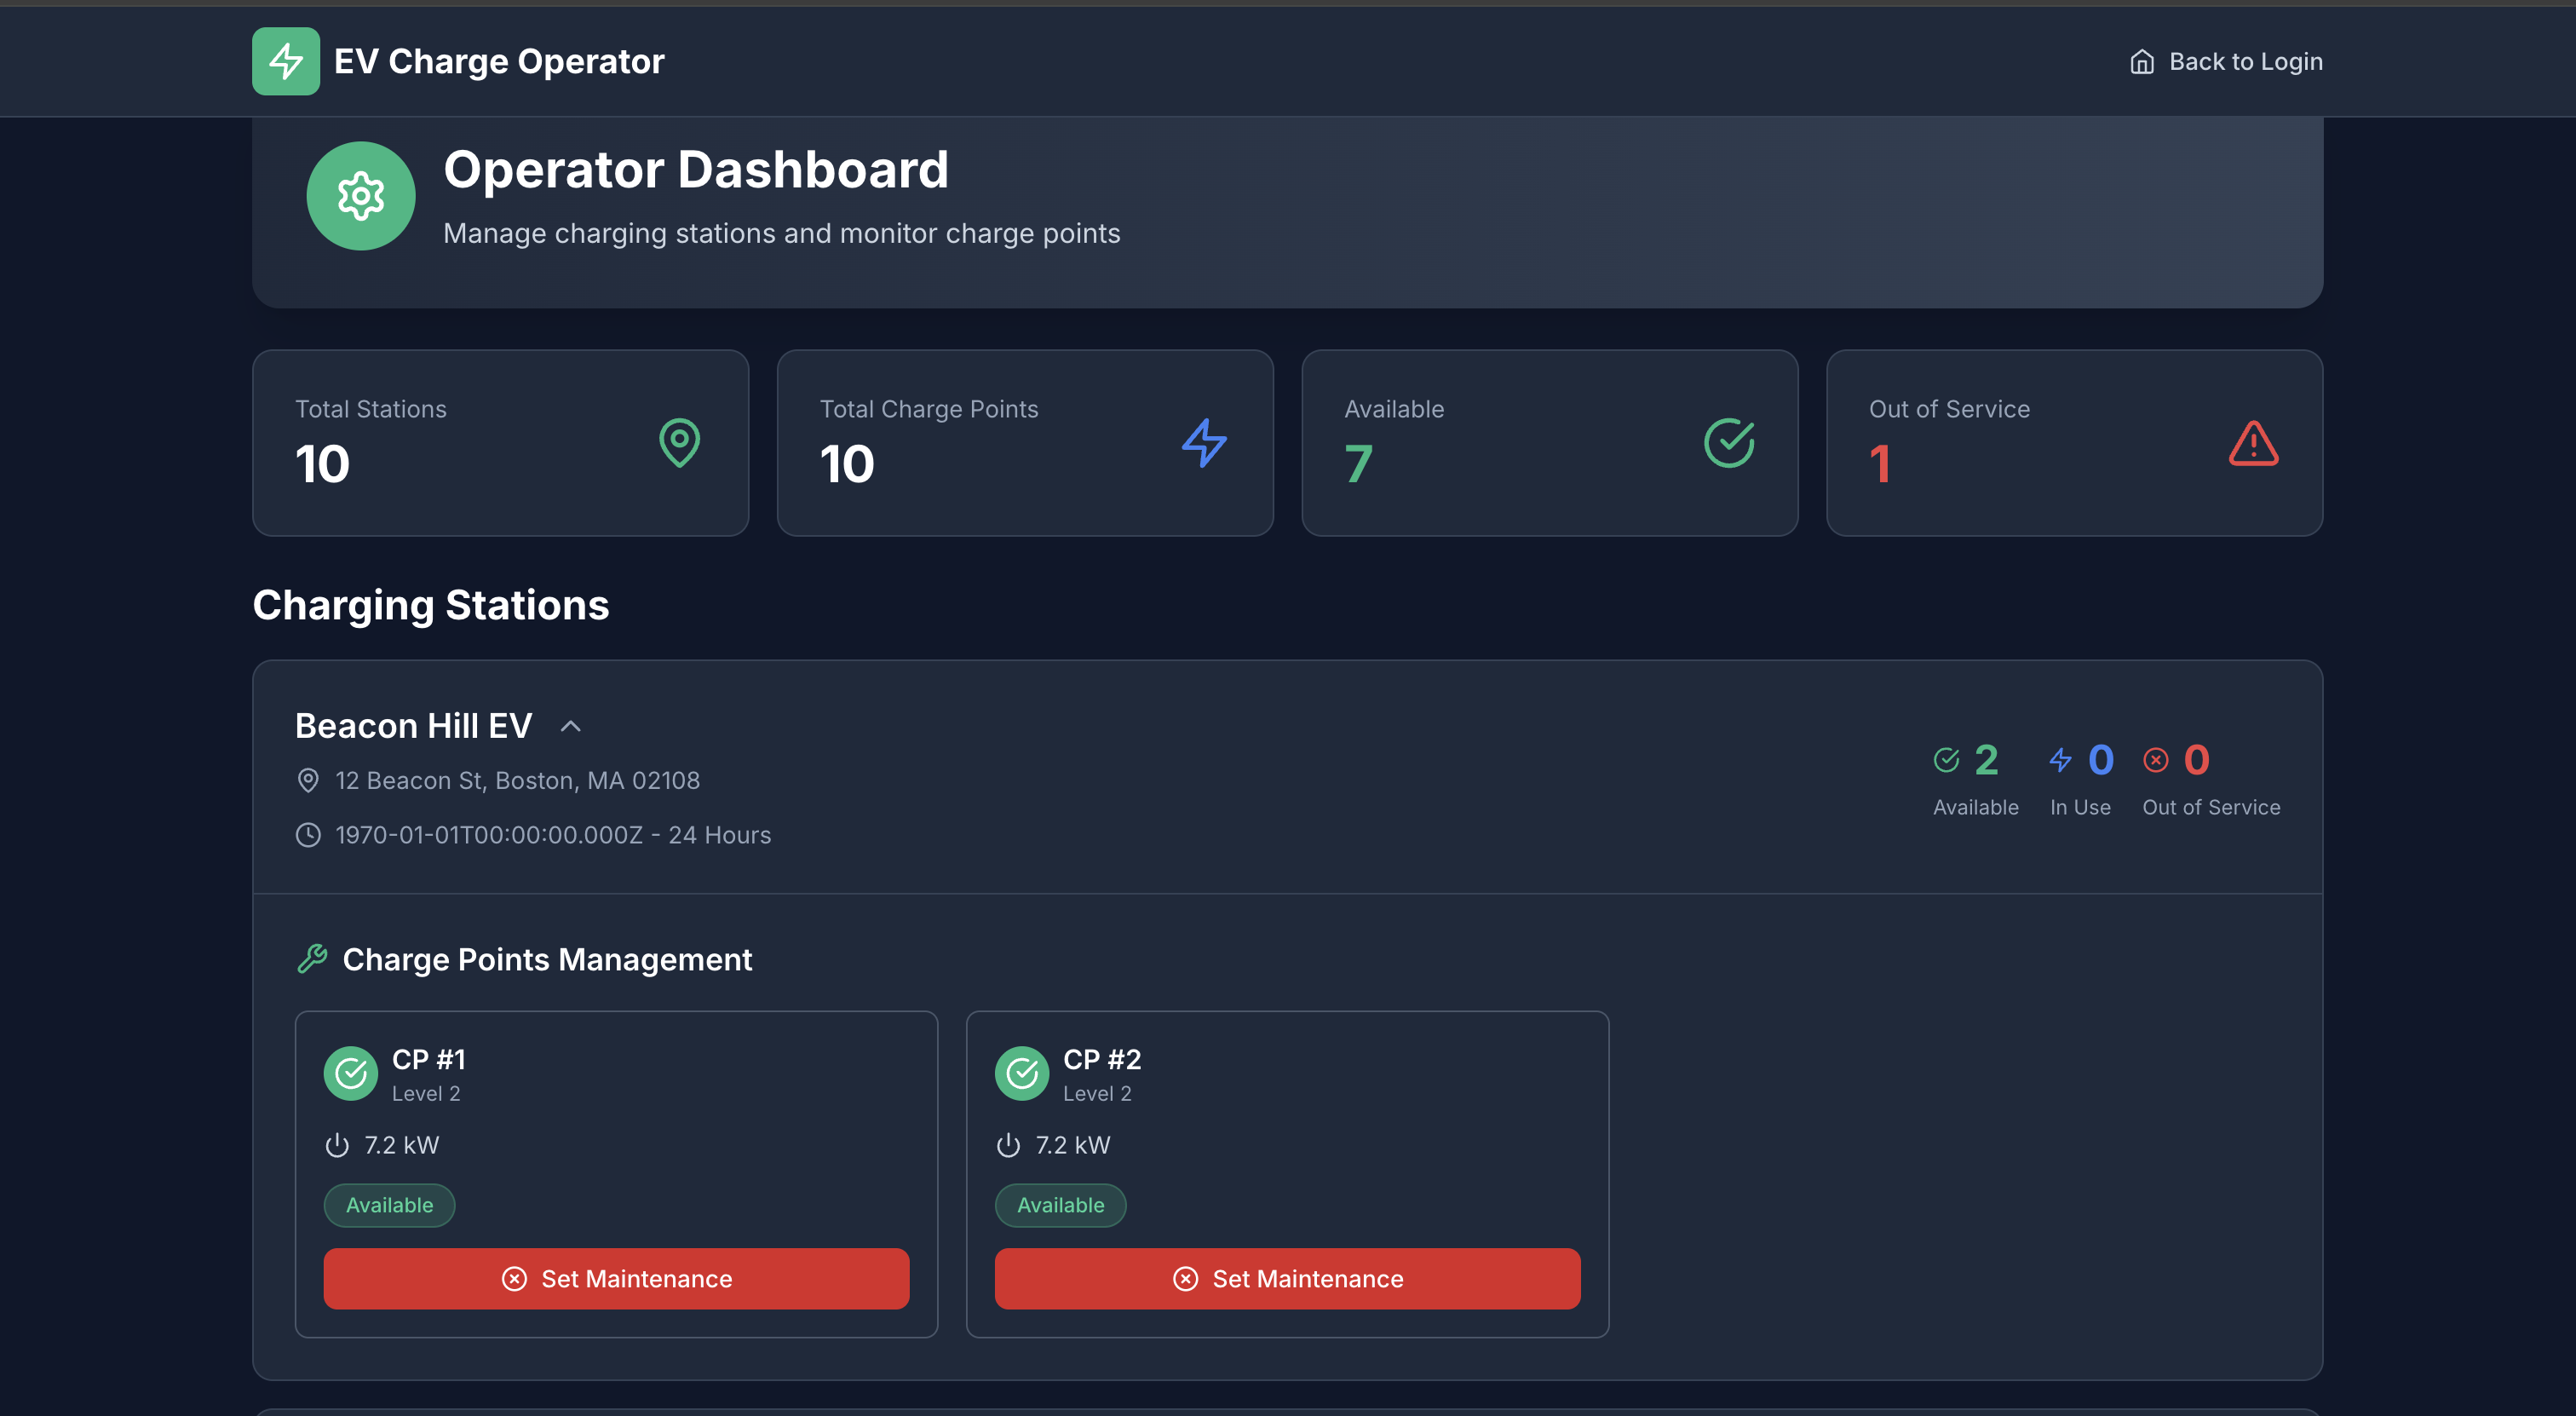 EV Charge Operator
Back to Login
Operator Dashboard
Manage charging stations and monitor charge points
Total Stations
10
Total Charge Points
10
Available
7
Out of Service
1
Charging Stations
Beacon Hill EV
12 Beacon St, Boston, MA 02108
1970-01-01T00:00:00.000Z - 24 Hours
2
Available
0
In Use
0
Out of Service
Charge Points Management
CP #1
Level 2
7.2 kW
Available
Set Maintenance
CP #2
Level 2
7.2 kW
Available
Set Maintenance